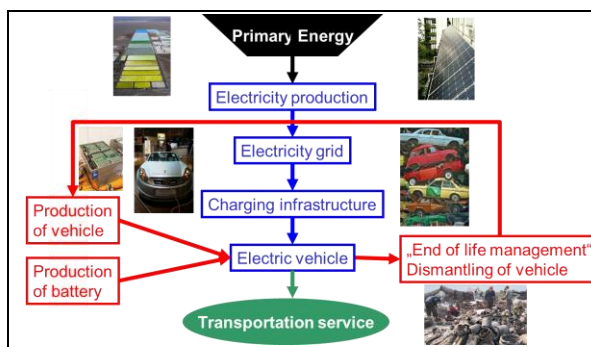 Primary Energy
Electricity production
Electricity grid
Charging infrastructure
Production
of vehicle
Electric vehicle
„End of life management“
Dismantling of vehicle
Production
of battery
Transportation service